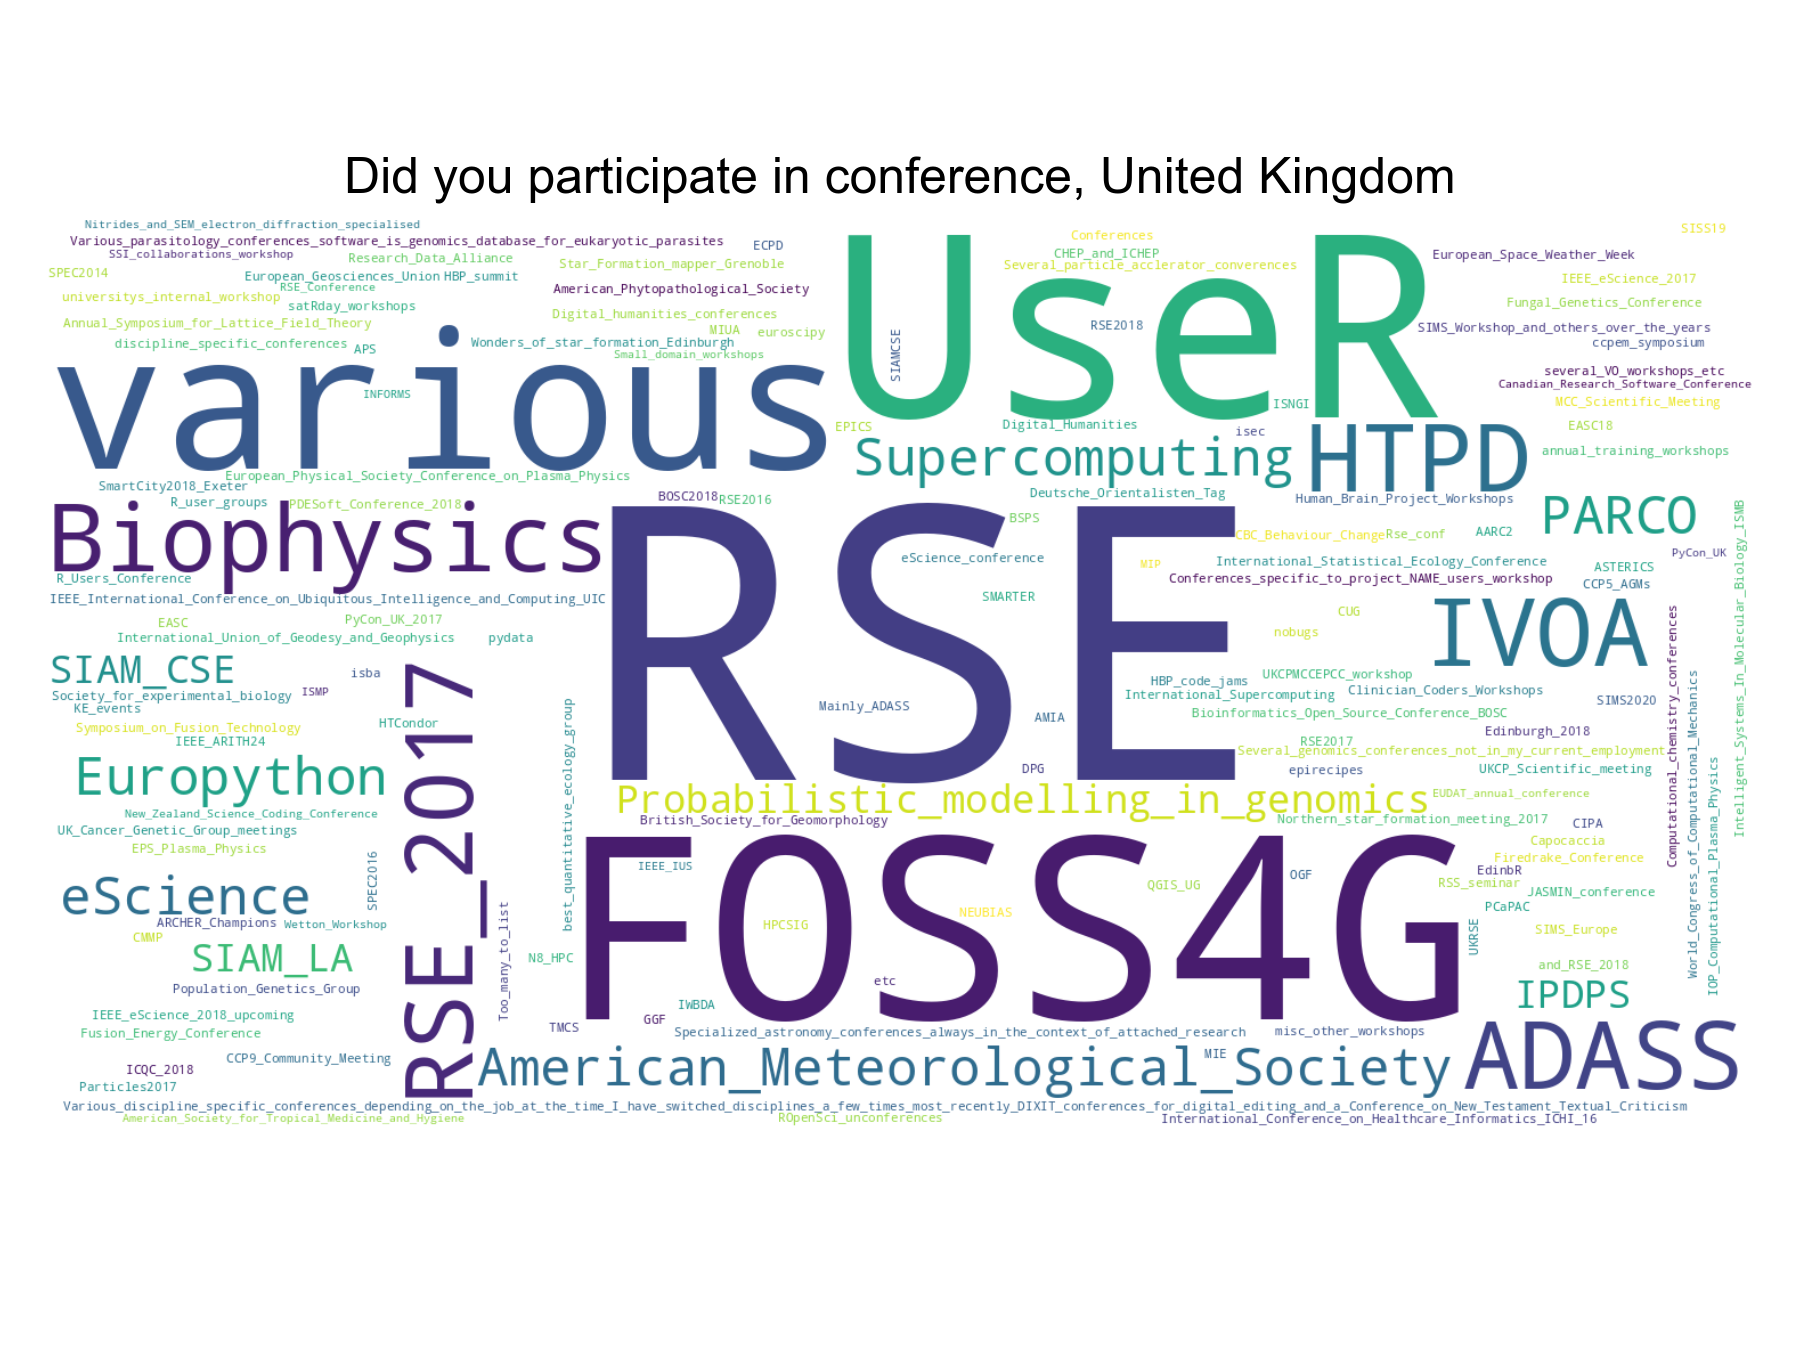 Did you participate in conference, United Kingdom
Nitrides_and_SEM_electron_diffraction_specialised
Various_parasitology_conferences_software_is_genomics_database_for_eukaryotic_parasites
ECPD
SSI_collaborations_workshop
Research_Data_Alliance
SPEC2014
European_Geosciences_Union
HBP_summit
Star_Formation_mapper_Grenoble
RSE_Conference
American_Phytopathological_Society
universitys_internal_workshop
satRday_workshops
Digital_humanities_conferences
Annual_Symposium_for_Lattice_Field_Theory
MIUA
euroscipy
discipline_specific_conferences
APS
Wonders_of_star_formation_Edinburgh
Small_domain_workshops
various
INFORMS
UseR
SIAMCSE
Conferences
CHEP_and_ICHEP
Several_particle_acclerator_converences
RSE2018
SISS19
European_Space_Weather_Week
IEEE_eScience_2017
Fungal_Genetics_Conference
SIMS_Workshop_and_others_over_the_years
ccpem_symposium
several_VO_workshops_etc
Canadian_Research_Software_Conference
ISNGI
MCC_Scientific_Meeting
EPICS
Digital_Humanities
isec
EASC18
Supercomputing
HTPD
annual_training_workshops
European_Physical_Society_Conference_on_Plasma_Physics
SmartCity2018_Exeter
R_user_groups
PDESoft_Conference_2018
BOSC2018
RSE2016
Deutsche_Orientalisten_Tag
Human_Brain_Project_Workshops
Biophysics
PARCO
BSPS
CBC_Behaviour_Change
Rse_conf
AARC2
PyCon_UK
Intelligent_Systems_In_Molecular_Biology_ISMB
RSE
eScience_conference
MIP
International_Statistical_Ecology_Conference
ASTERICS
R_Users_Conference
Conferences_specific_to_project_NAME_users_workshop
CCP5_AGMs
IEEE_International_Conference_on_Ubiquitous_Intelligence_and_Computing_UIC
SMARTER
CUG
EASC
PyCon_UK_2017
nobugs
IVOA
International_Union_of_Geodesy_and_Geophysics
pydata
SIAM_CSE
isba
UKCPMCCEPCC_workshop
HBP_code_jams
Society_for_experimental_biology
ISMP
International_Supercomputing
Clinician_Coders_Workshops
SIMS2020
KE_events
Mainly_ADASS
AMIA
Bioinformatics_Open_Source_Conference_BOSC
Computational_chemistry_conferences
World_Congress_of_Computational_Mechanics
Symposium_on_Fusion_Technology
HTCondor
Edinburgh_2018
IEEE_ARITH24
RSE2017
Several_genomics_conferences_not_in_my_current_employment
RSE_2017
best_quantitative_ecology_group
Europython
DPG
epirecipes
UKCP_Scientific_meeting
IOP_Computational_Plasma_Physics
Probabilistic_modelling_in_genomics
EUDAT_annual_conference
New_Zealand_Science_Coding_Conference
British_Society_for_Geomorphology
Northern_star_formation_meeting_2017
CIPA
UK_Cancer_Genetic_Group_meetings
Capocaccia
EPS_Plasma_Physics
Firedrake_Conference
FOSS4G
IEEE_IUS
OGF
EdinbR
SPEC2016
QGIS_UG
RSS_seminar
eScience
JASMIN_conference
PCaPAC
NEUBIAS
ARCHER_Champions
Wetton_Workshop
HPCSIG
UKRSE
SIMS_Europe
CMMP
Too_many_to_list
SIAM_LA
N8_HPC
and_RSE_2018
Population_Genetics_Group
etc
IPDPS
IEEE_eScience_2018_upcoming
GGF
IWBDA
Fusion_Energy_Conference
TMCS
Specialized_astronomy_conferences_always_in_the_context_of_attached_research
misc_other_workshops
CCP9_Community_Meeting
American_Meteorological_Society
MIE
ADASS
ICQC_2018
Particles2017
Various_discipline_specific_conferences_depending_on_the_job_at_the_time_I_have_switched_disciplines_a_few_times_most_recently_DIXIT_conferences_for_digital_editing_and_a_Conference_on_New_Testament_Textual_Criticism
American_Society_for_Tropical_Medicine_and_Hygiene
ROpenSci_unconferences
International_Conference_on_Healthcare_Informatics_ICHI_16